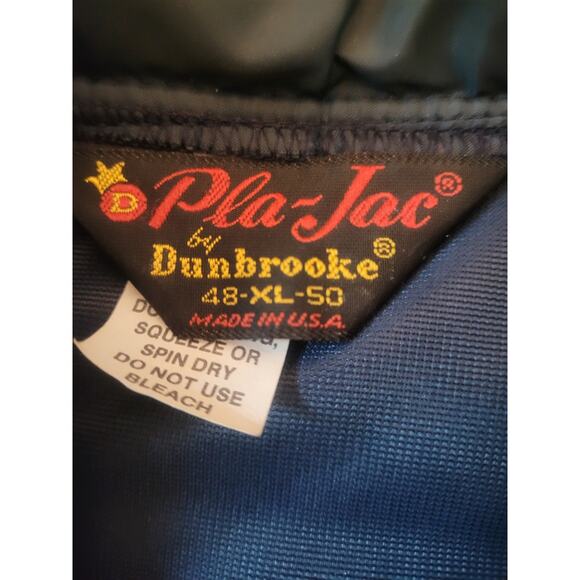 D
Pla-Jac®
by
Dunbrooke®
48-XL-50
MADE IN U.S.A.
SQUEEZE OR
SPIN DRY
DO NOT USE
BLEACH